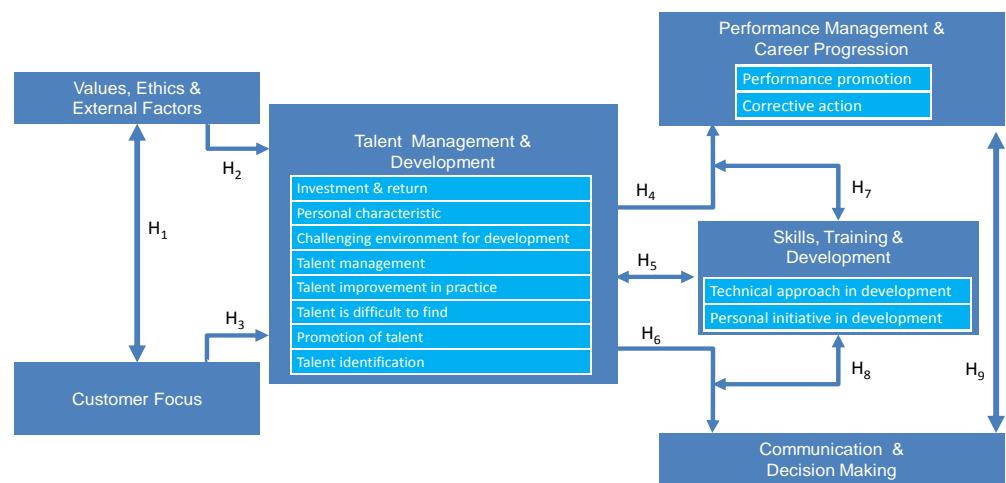 Performance Management &
Career Progression
Performance promotion
Corrective action
Values, Ethics &
External Factors
H₂
H₁
H₃
Customer Focus
Talent Management &
Development
Investment & return
Personal characteristic
Challenging environment for development
Talent management
Talent improvement in practice
Talent is difficult to find
Promotion of talent
Talent identification
H₄
H₅
H₆
H₇
Skills, Training &
Development
Technical approach in development
Personal initiative in development
H₈
H₉
Communication &
Decision Making